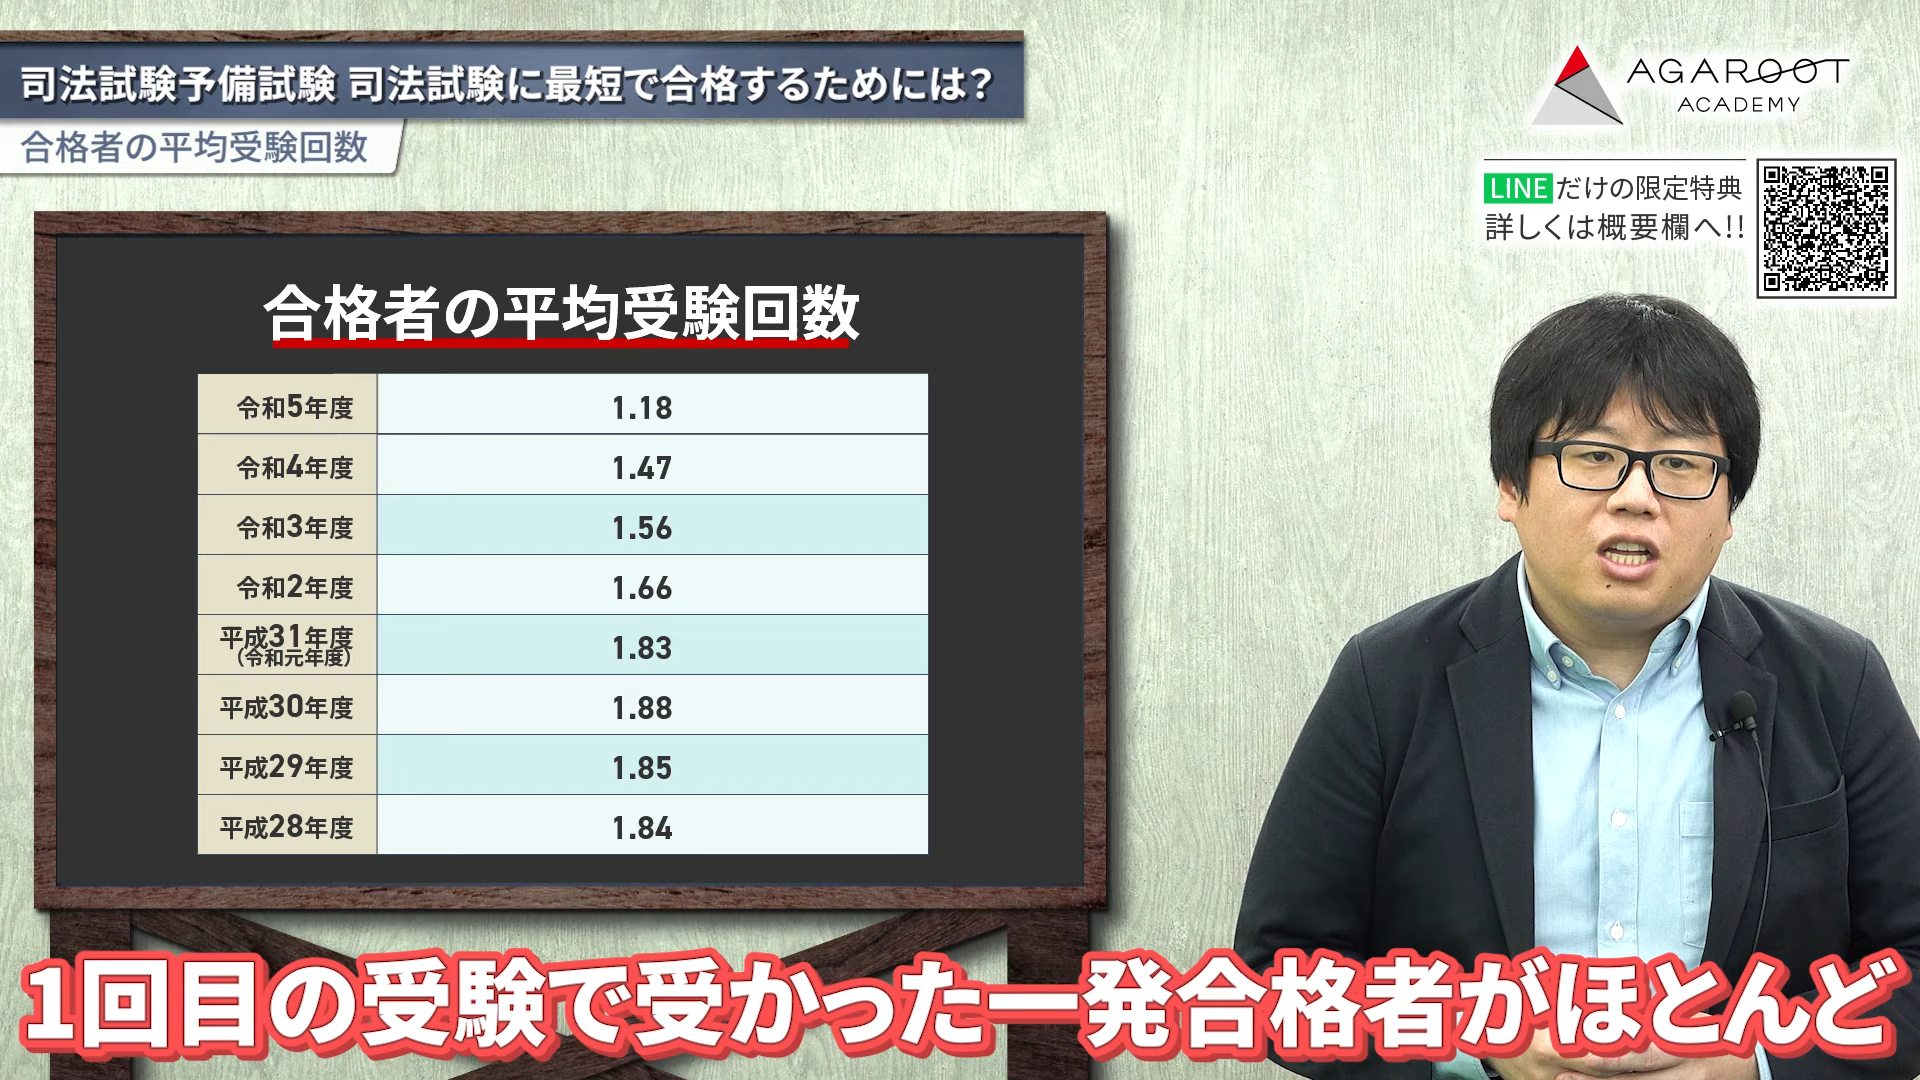 司法試験予備試験 司法試験に最短で合格するためには?
合格者の平均受験回数
AGAROOT
ACADEMY
LINEだけの限定特典
詳しくは概要欄へ!!
合格者の平均受験回数
令和5年度 1.18
令和4年度 1.47
令和3年度 1.56
令和2年度 1.66
平成31年度
(令和元年度) 1.83
平成30年度 1.88
平成29年度 1.85
平成28年度 1.84
1回目の受験で受かった一発合格者がほとんど